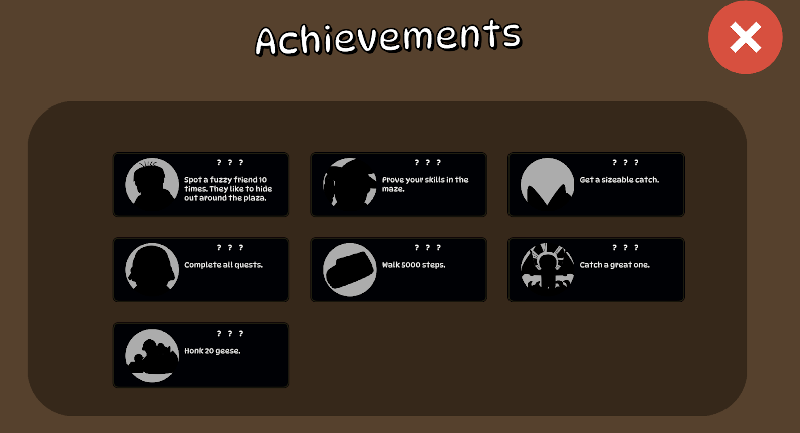 Achievements
? ? ?
Spot a fuzzy friend 10
times. They like to hide
out around the plaza.
? ? ?
Prove your skills in the
maze.
? ? ?
Get a sizeable catch.
? ? ?
Complete all quests.
? ? ?
Walk 5000 steps.
? ? ?
Catch a great one.
? ? ?
Honk 20 geese.